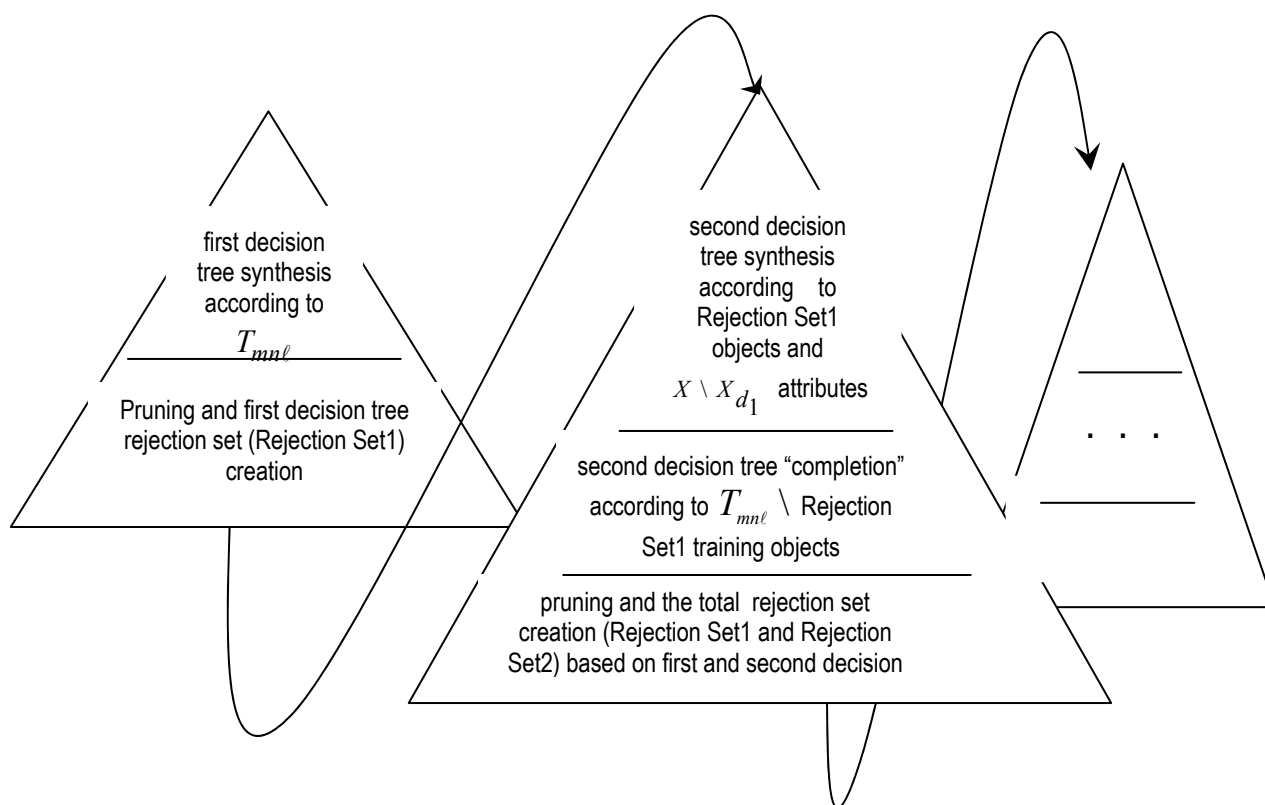 first decision
tree synthesis
according to
T_{mnℓ}
Pruning and first decision tree
rejection set (Rejection Set1)
creation
second decision
tree synthesis
according to
Rejection Set1
objects and
X \ X_{d_1} attributes
second decision tree “completion”
according to T_{mnℓ} \ Rejection
Set1 training objects
pruning and the total rejection set
creation (Rejection Set1 and Rejection
Set2) based on first and second decision
. . .